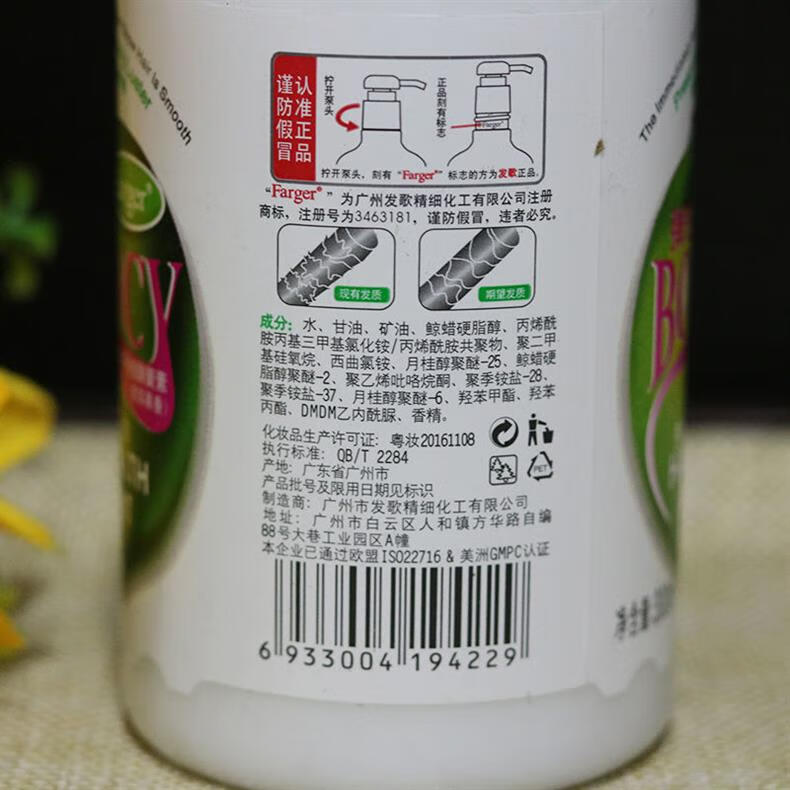 认准正品
谨防假冒
拧开泵头
正品刻有标志
Farger
拧开泵头,刻有“Farger®”标志的方为发歌正品。
“Farger®”为广州发歌精细化工有限公司注册
商标,注册号为3463181,谨防假冒,违者必究。
现有发质
期望发质
成分:水、甘油、矿油、鲸蜡硬脂醇、丙烯酰
胺丙基三甲基氯化铵/丙烯酰胺共聚物、聚二甲
基硅氧烷、西曲氯铵、月桂醇聚醚-25、鲸蜡硬
脂醇聚醚-2、聚乙烯吡咯烷酮、聚季铵盐-28、
聚季铵盐-37、月桂醇聚醚-6、羟苯甲酯、羟苯
丙酯、DMDM乙内酰脲、香精。
化妆品生产许可证:粤妆20161108
执行标准:QB/T 2284
产地:广东省广州市
产品批号及限用日期见标识
制造商:广州市发歌精细化工有限公司
地址:广州市白云区人和镇方华路自编
88号大巷工业园区A幢
本企业已通过欧盟ISO22716 & 美洲GMPC认证
PET
6 933004 194229
Hair is Smooth
Farger®
CY
TH
The Immediate
BO
净含量